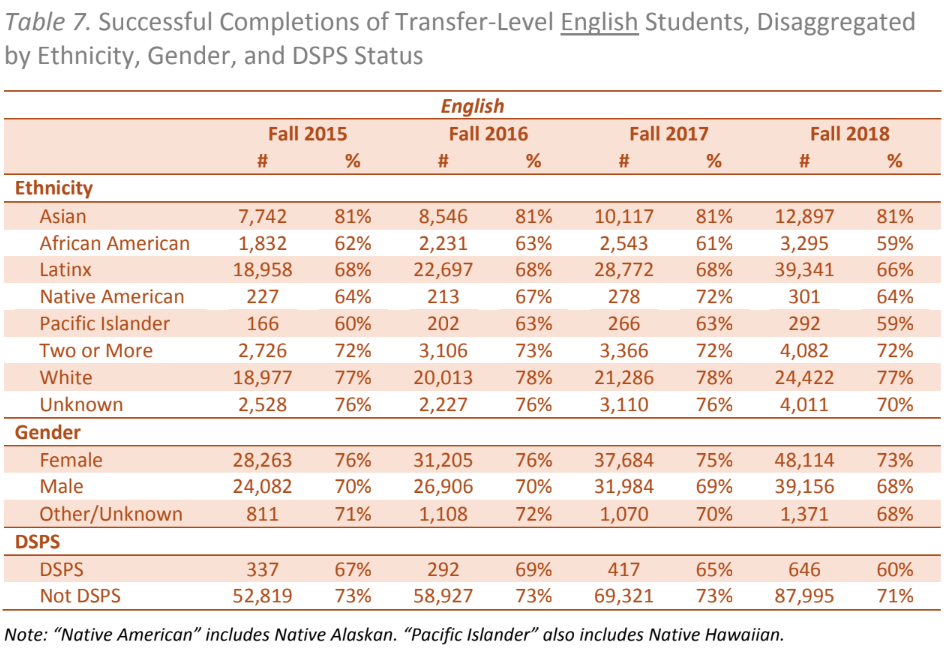 Table 7. Successful Completions of Transfer-Level English Students, Disaggregated
by Ethnicity, Gender, and DSPS Status
English
Fall 2015 Fall 2016 Fall 2017 Fall 2018
# % # % # % # %
Ethnicity
Asian 7,742 81% 8,546 81% 10,117 81% 12,897 81%
African American 1,832 62% 2,231 63% 2,543 61% 3,295 59%
Latinx 18,958 68% 22,697 68% 28,772 68% 39,341 66%
Native American 227 64% 213 67% 278 72% 301 64%
Pacific Islander 166 60% 202 63% 266 63% 292 59%
Two or More 2,726 72% 3,106 73% 3,366 72% 4,082 72%
White 18,977 77% 20,013 78% 21,286 78% 24,422 77%
Unknown 2,528 76% 2,227 76% 3,110 76% 4,011 70%
Gender
Female 28,263 76% 31,205 76% 37,684 75% 48,114 73%
Male 24,082 70% 26,906 70% 31,984 69% 39,156 68%
Other/Unknown 811 71% 1,108 72% 1,070 70% 1,371 68%
DSPS
DSPS 337 67% 292 69% 417 65% 646 60%
Not DSPS 52,819 73% 58,927 73% 69,321 73% 87,995 71%
Note: “Native American” includes Native Alaskan. “Pacific Islander” also includes Native Hawaiian.